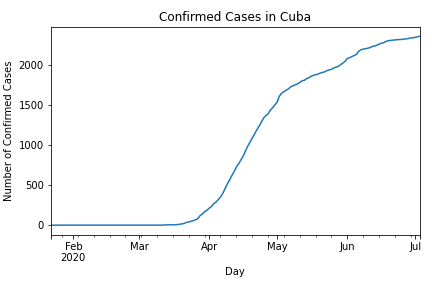 Confirmed Cases in Cuba
Number of Confirmed Cases
2000
1500
1000
500
0
Feb Mar Apr May Jun Jul
2020
Day